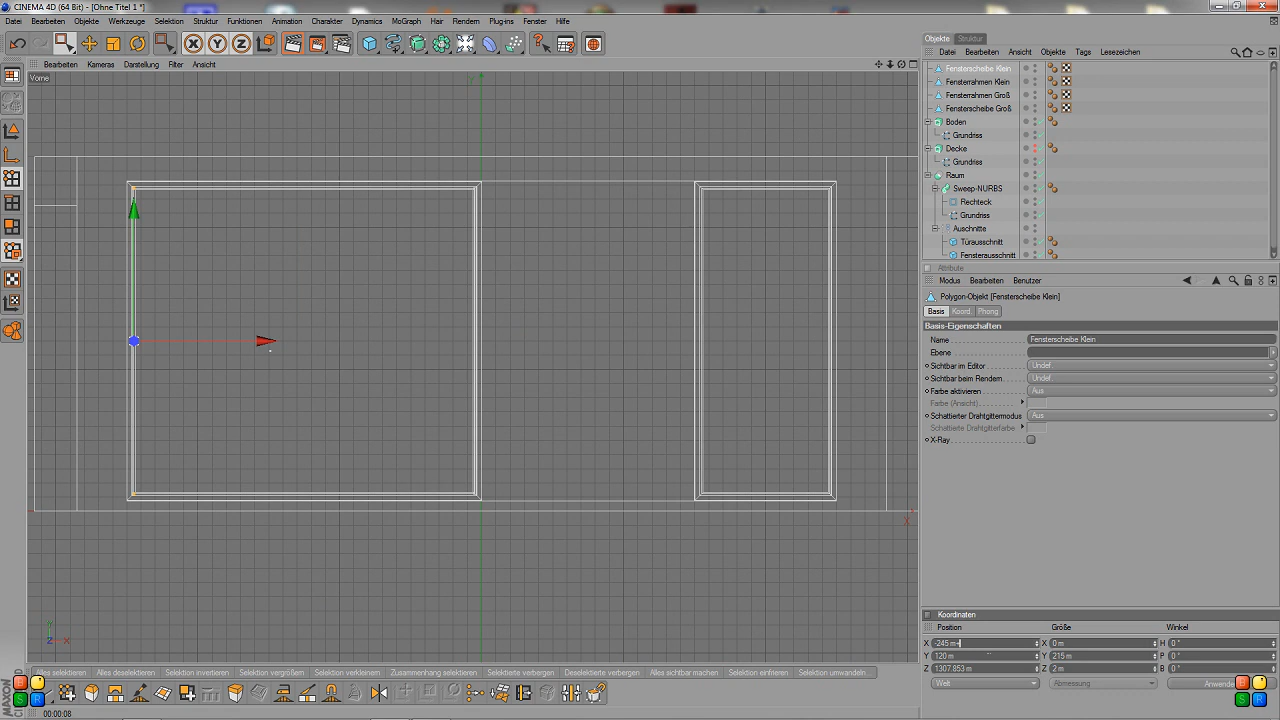 CINEMA 4D (64 Bit) - [Ohne Titel 1 *]
Datei Bearbeiten Objekte Werkzeuge Selektion Struktur Funktionen Animation Charakter Dynamics MoGraph Hair Rendern Plug-ins Fenster Hilfe
X Y Z
Bearbeiten Kameras Darstellung Filter Ansicht
Vorne
Y
X
Y
Z X
Alles selektieren Alles deselektieren Selektion invertieren Selektion vergrößern Selektion verkleinern Zusammenhang selektieren Selektierte verbergen Deselektierte verbergen Alles sichtbar machen Selektion einfrieren Selektion umwandeln
MAXON
S R
00:00:08
Objekte Struktur
Datei Bearbeiten Ansicht Objekte Tags Lesezeichen
Fensterscheibe Klein
Fensterrahmen Klein
Fensterrahmen Groß
Fensterscheibe Groß
Boden
Grundriss
Decke
Grundriss
Raum
Sweep-NURBS
Rechteck
Grundriss
Auschnitte
Türausschnitt
Fensterausschnitt
Attribute
Modus Bearbeiten Benutzer
Polygon-Objekt [Fensterscheibe Klein]
Basis Koord. Phong
Basis-Eigenschaften
Name Fensterscheibe Klein
Ebene
Sichtbar im Editor Undef.
Sichtbar beim Rendern Undef.
Farbe aktivieren Aus
Farbe (Ansicht)
Schattierter Drahtgittermodus Aus
Schattierte Drahtgitterfarbe
X-Ray
Koordinaten
Position Größe Winkel
X -245 m+ X 0 m H 0 °
Y 120 m Y 215 m P 0 °
Z 1307.853 m Z 2 m B 0 °
Welt Abmessung Anwende
S R